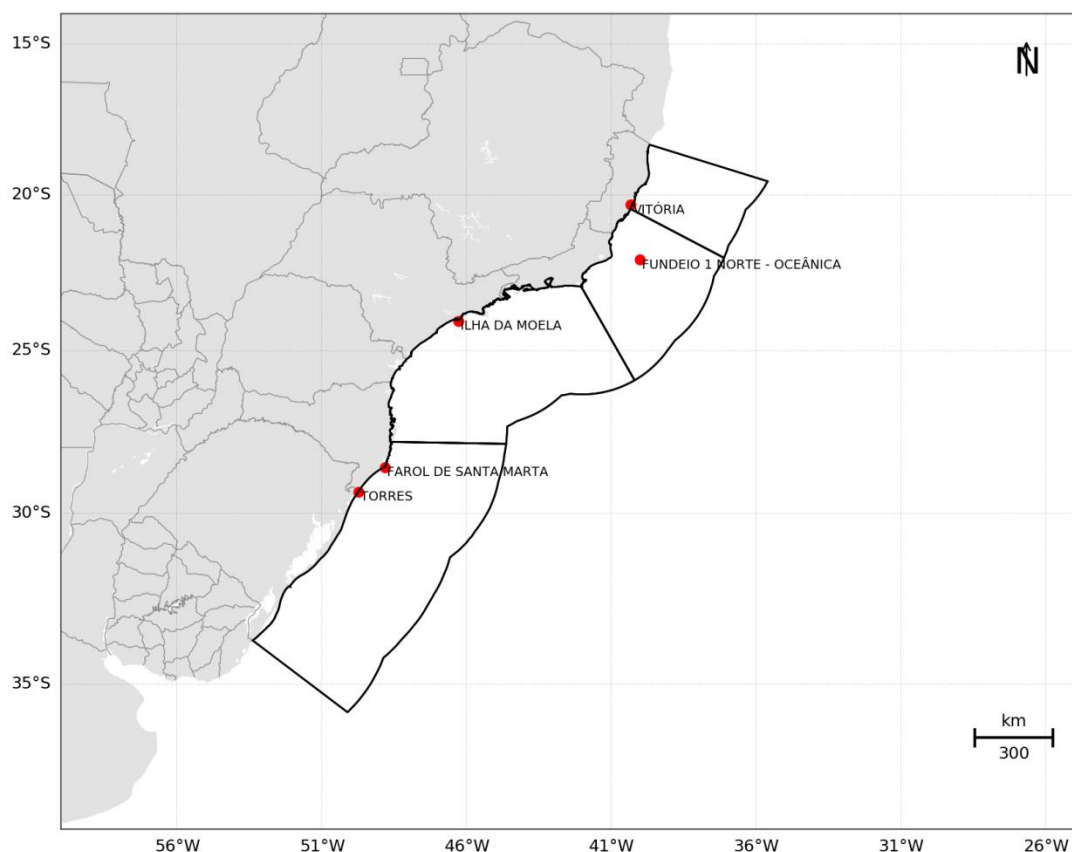 15°S
N
20°S
VITÓRIA
FUNDEIO 1 NORTE - OCEÂNICA
ILHA DA MOELA
25°S
FAROL DE SANTA MARTA
TORRES
30°S
35°S
km
300
56°W 51°W 46°W 41°W 36°W 31°W 26°W